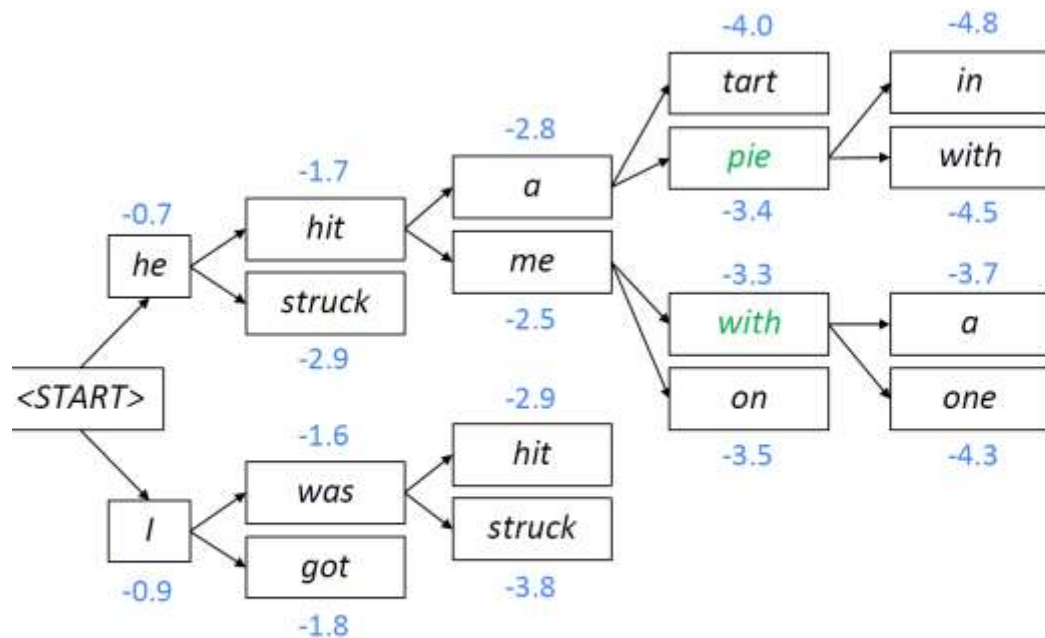 -4.0 -4.8
tart in
-2.8
-1.7 a pie with
-0.7 hit -3.4 -4.5
he me -3.3 -3.7
struck -2.5 with a
-2.9
<START> -2.9 on one
-1.6 hit -3.5 -4.3
was
I struck
got
-0.9 -3.8
-1.8